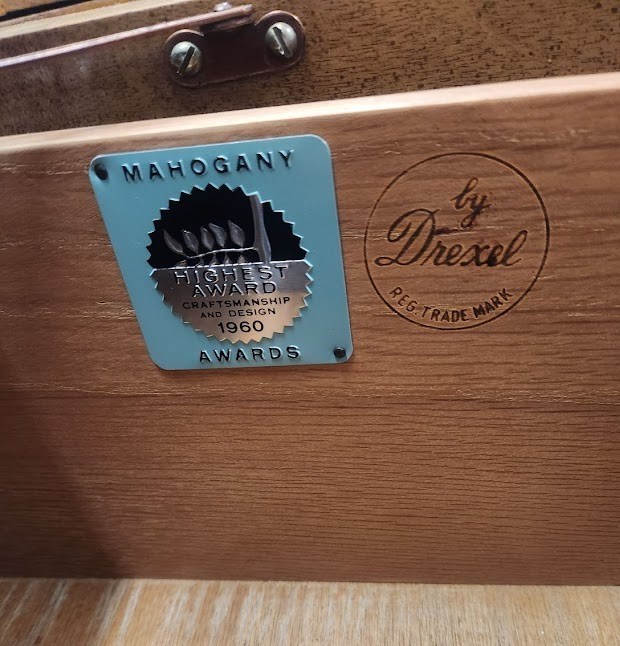 MAHOGANY
HIGHEST
AWARD
CRAFTSMANSHIP
AND DESIGN
1960
AWARDS
by
Drexel
REG. TRADE MARK